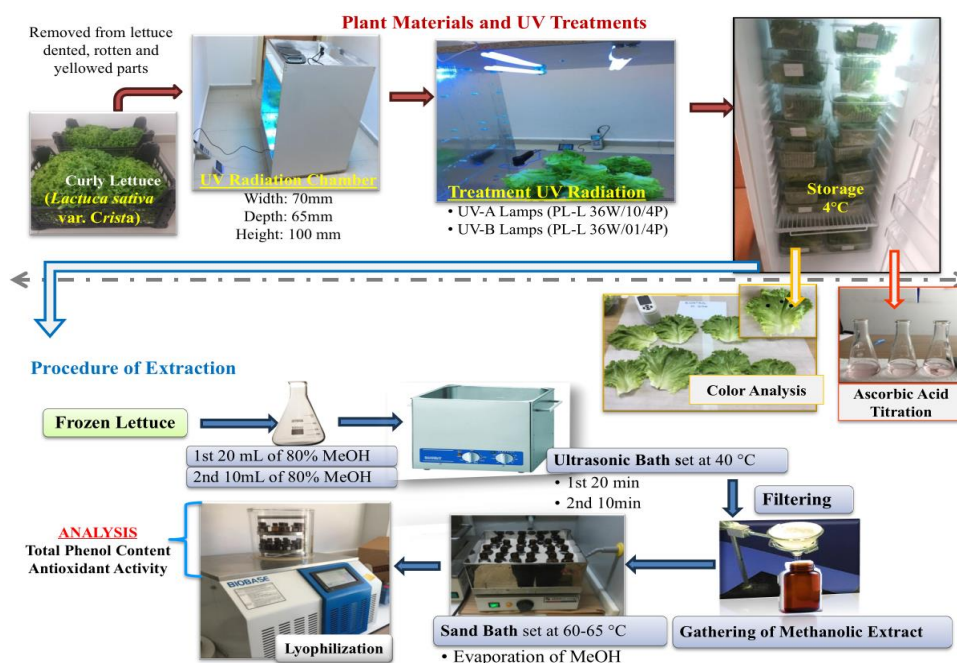 Plant Materials and UV Treatments
Removed from lettuce
dented, rotten and
yellowed parts
Curly Lettuce
(Lactuca sativa
var. Crista)
UV Radiation Chamber
Width: 70mm
Depth: 65mm
Height: 100 mm
Treatment UV Radiation
• UV-A Lamps (PL-L 36W/10/4P)
• UV-B Lamps (PL-L 36W/01/4P)
Storage
4°C
Color Analysis
Ascorbic Acid
Titration
Procedure of Extraction
Frozen Lettuce
1st 20 mL of 80% MeOH
2nd 10mL of 80% MeOH
Ultrasonic Bath set at 40 °C
• 1st 20 min
• 2nd 10min
Filtering
Gathering of Methanolic Extract
Sand Bath set at 60-65 °C
• Evaporation of MeOH
BIOBASE
Lyophilization
ANALYSIS
Total Phenol Content
Antioxidant Activity